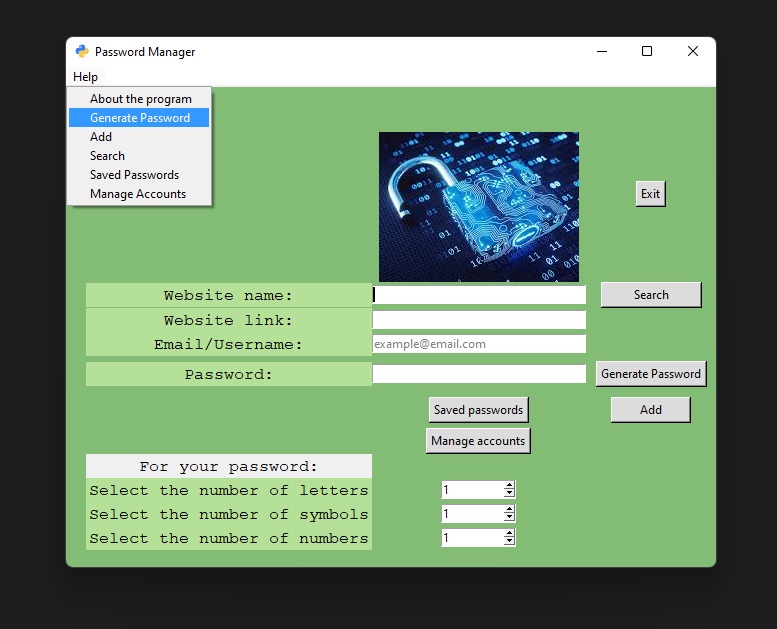 Password Manager
Help
About the program
Generate Password
Add
Search
Saved Passwords
Manage Accounts
Exit
Website name:
Search
Website link:
Email/Username:
example@email.com
Password:
Generate Password
Saved passwords
Add
Manage accounts
For your password:
Select the number of letters
1
Select the number of symbols
1
Select the number of numbers
1